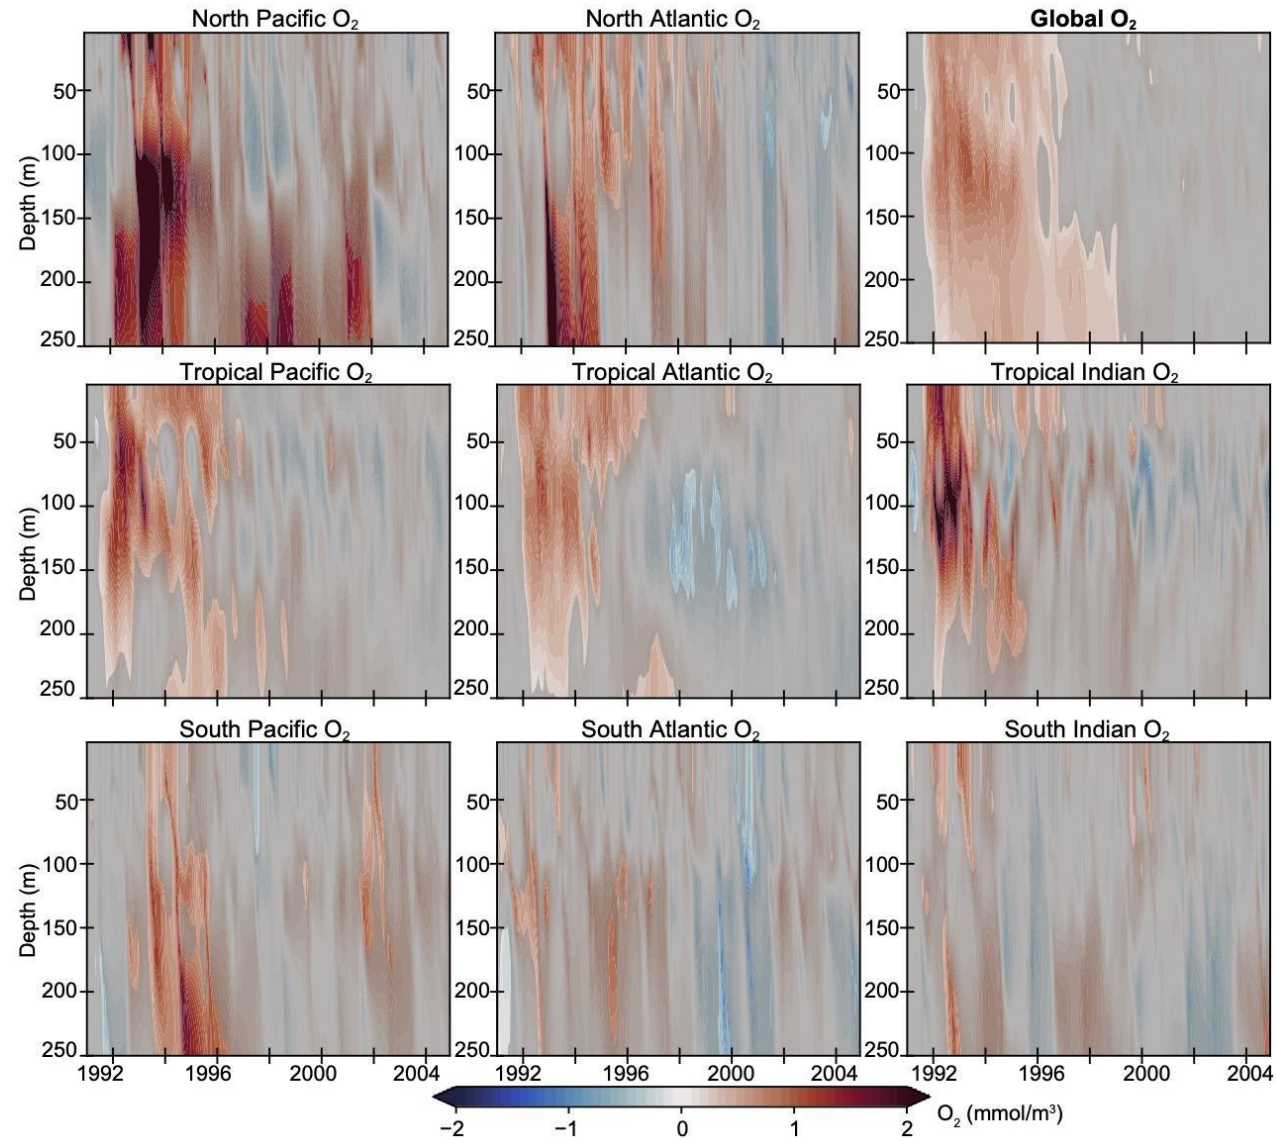 North Pacific O₂ North Atlantic O₂ Global O₂
Depth (m)
50 50 50
100 100 100
150 150 150
200 200 200
250 250 250
Tropical Pacific O₂ Tropical Atlantic O₂ Tropical Indian O₂
Depth (m)
50 50 50
100 100 100
150 150 150
200 200 200
250 250 250
South Pacific O₂ South Atlantic O₂ South Indian O₂
Depth (m)
50 50 50
100 100 100
150 150 150
200 200 200
250 250 250
1992 1996 2000 2004 1992 1996 2000 2004 1992 1996 2000 2004
−2 −1 0 1 2 O₂ (mmol/m³)